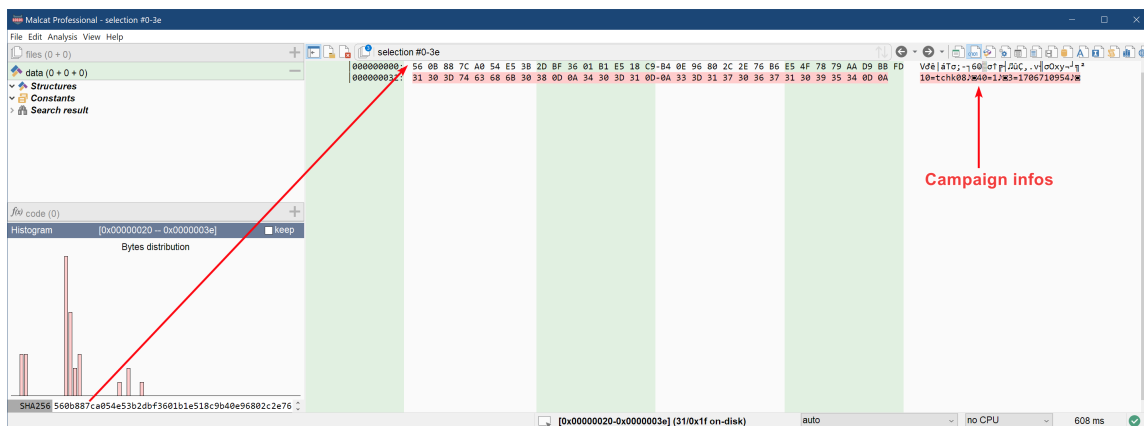 Malcat Professional - selection #0-3e
File Edit Analysis View Help
files (0 + 0)
selection #0-3e
data (0 + 0 + 0)
Structures
Constants
Search result
000000000: 56 0B 88 7C A0 54 E5 3B 2D BF 36 01 B1 E5 18 C9-B4 0E 96 80 2C 2E 76 B6 E5 4F 78 79 AA D9 BB FD
000000032: 31 30 3D 74 63 68 6B 30 38 0D 0A 34 30 3D 31 0D-0A 33 3D 31 37 30 36 37 31 30 39 35 34 0D 0A
10=tchk08♪◙40=1♪◙3=1706710954♪◙
Campaign infos
code (0)
Histogram [0x00000020 -- 0x0000003e] keep
Bytes distribution
SHA256 560b887ca054e53b2dbf3601b1e518c9b40e96802c2e76
[0x00000020-0x0000003e] (31/0x1f on-disk) auto no CPU 608 ms